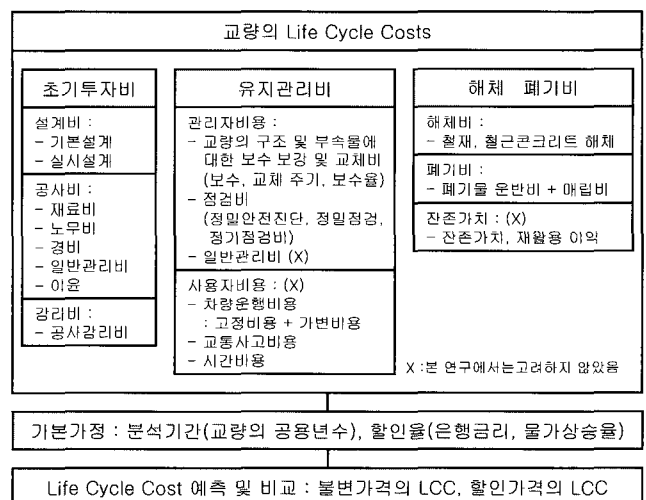 교량의 Life Cycle Costs
초기투자비
설계비 :
- 기본설계
- 실시설계
공사비 :
- 재료비
- 노무비
- 경비
- 일반관리비
- 이윤
감리비 :
- 공사감리비
유지관리비
관리자비용 :
- 교량의 구조 및 부속물에
대한 보수 보강 및 교체비
(보수, 교체 주기, 보수율)
- 점검비
(정밀안전진단, 정밀점검,
정기점검비)
- 일반관리비 (X)
사용자비용 : (X)
- 차량운행비용
: 고정비용 + 가변비용
- 교통사고비용
- 시간비용
해체 폐기비
해체비 :
- 철재, 철근콘크리트 해체
폐기비 :
- 폐기물 운반비 + 매립비
잔존가치 : (X)
- 잔존가치, 재활용 이익
X :본 연구에서는고려하지 않았음
가본가정 : 분석기간(교량의 공용년수), 할인율(은행금리, 물가상승율)
Life Cycle Cost 예측 및 비교 : 불변가격의 LCC, 할인가격의 LCC